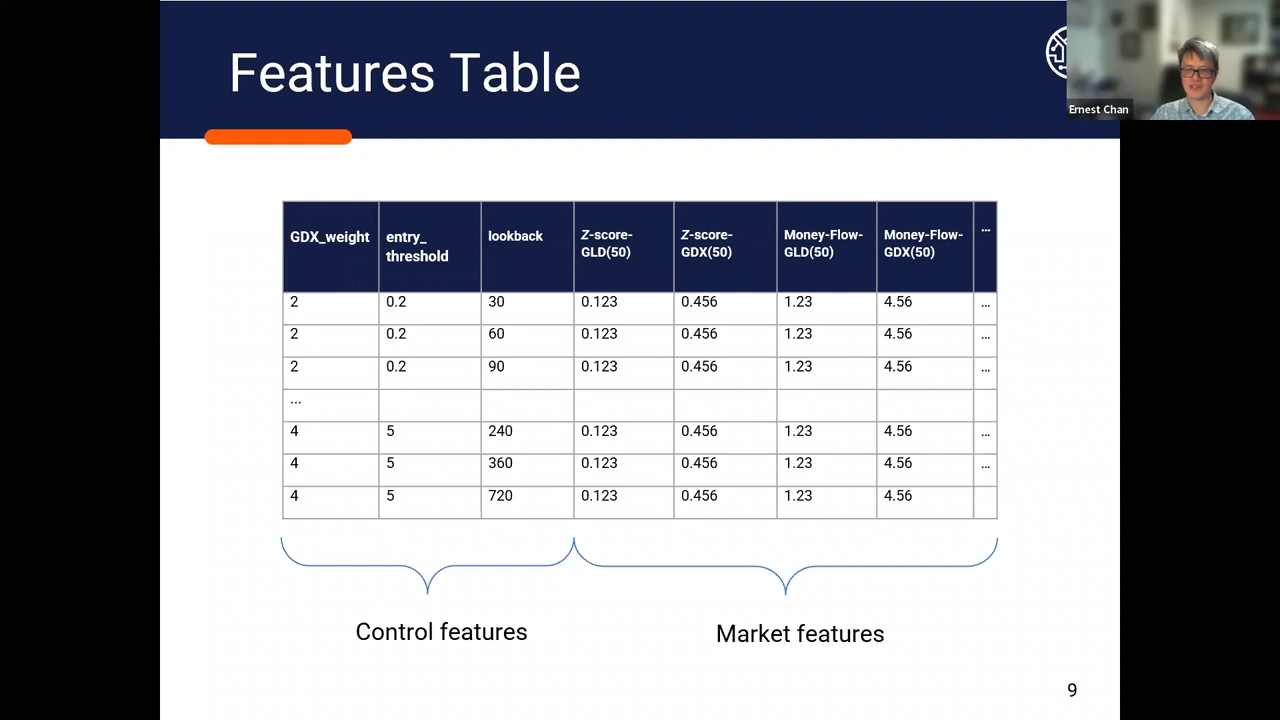 Features Table
Ernest Chan
GDX_weight entry_ lookback Z-score- Z-score- Money-Flow- Money-Flow- ...
threshold GLD(50) GDX(50) GLD(50) GDX(50)
2 0.2 30 0.123 0.456 1.23 4.56 ...
2 0.2 60 0.123 0.456 1.23 4.56 ...
2 0.2 90 0.123 0.456 1.23 4.56 ...
...
4 5 240 0.123 0.456 1.23 4.56 ...
4 5 360 0.123 0.456 1.23 4.56 ...
4 5 720 0.123 0.456 1.23 4.56
Control features
Market features
9